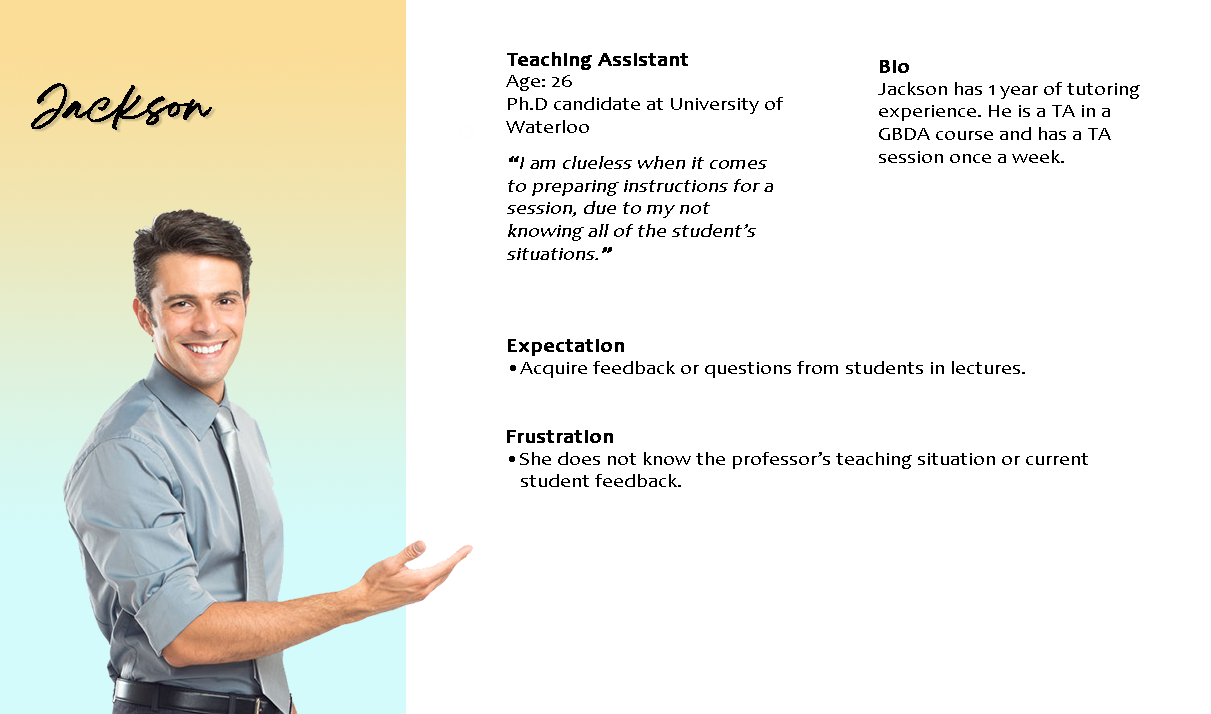 Jackson
Teaching Assistant
Age: 26
Ph.D candidate at University of
Waterloo
“I am clueless when it comes
to preparing instructions for a
session, due to my not
knowing all of the student’s
situations.”
Bio
Jackson has 1 year of tutoring
experience. He is a TA in a
GBDA course and has a TA
session once a week.
Expectation
•Acquire feedback or questions from students in lectures.
Frustration
•She does not know the professor’s teaching situation or current
student feedback.